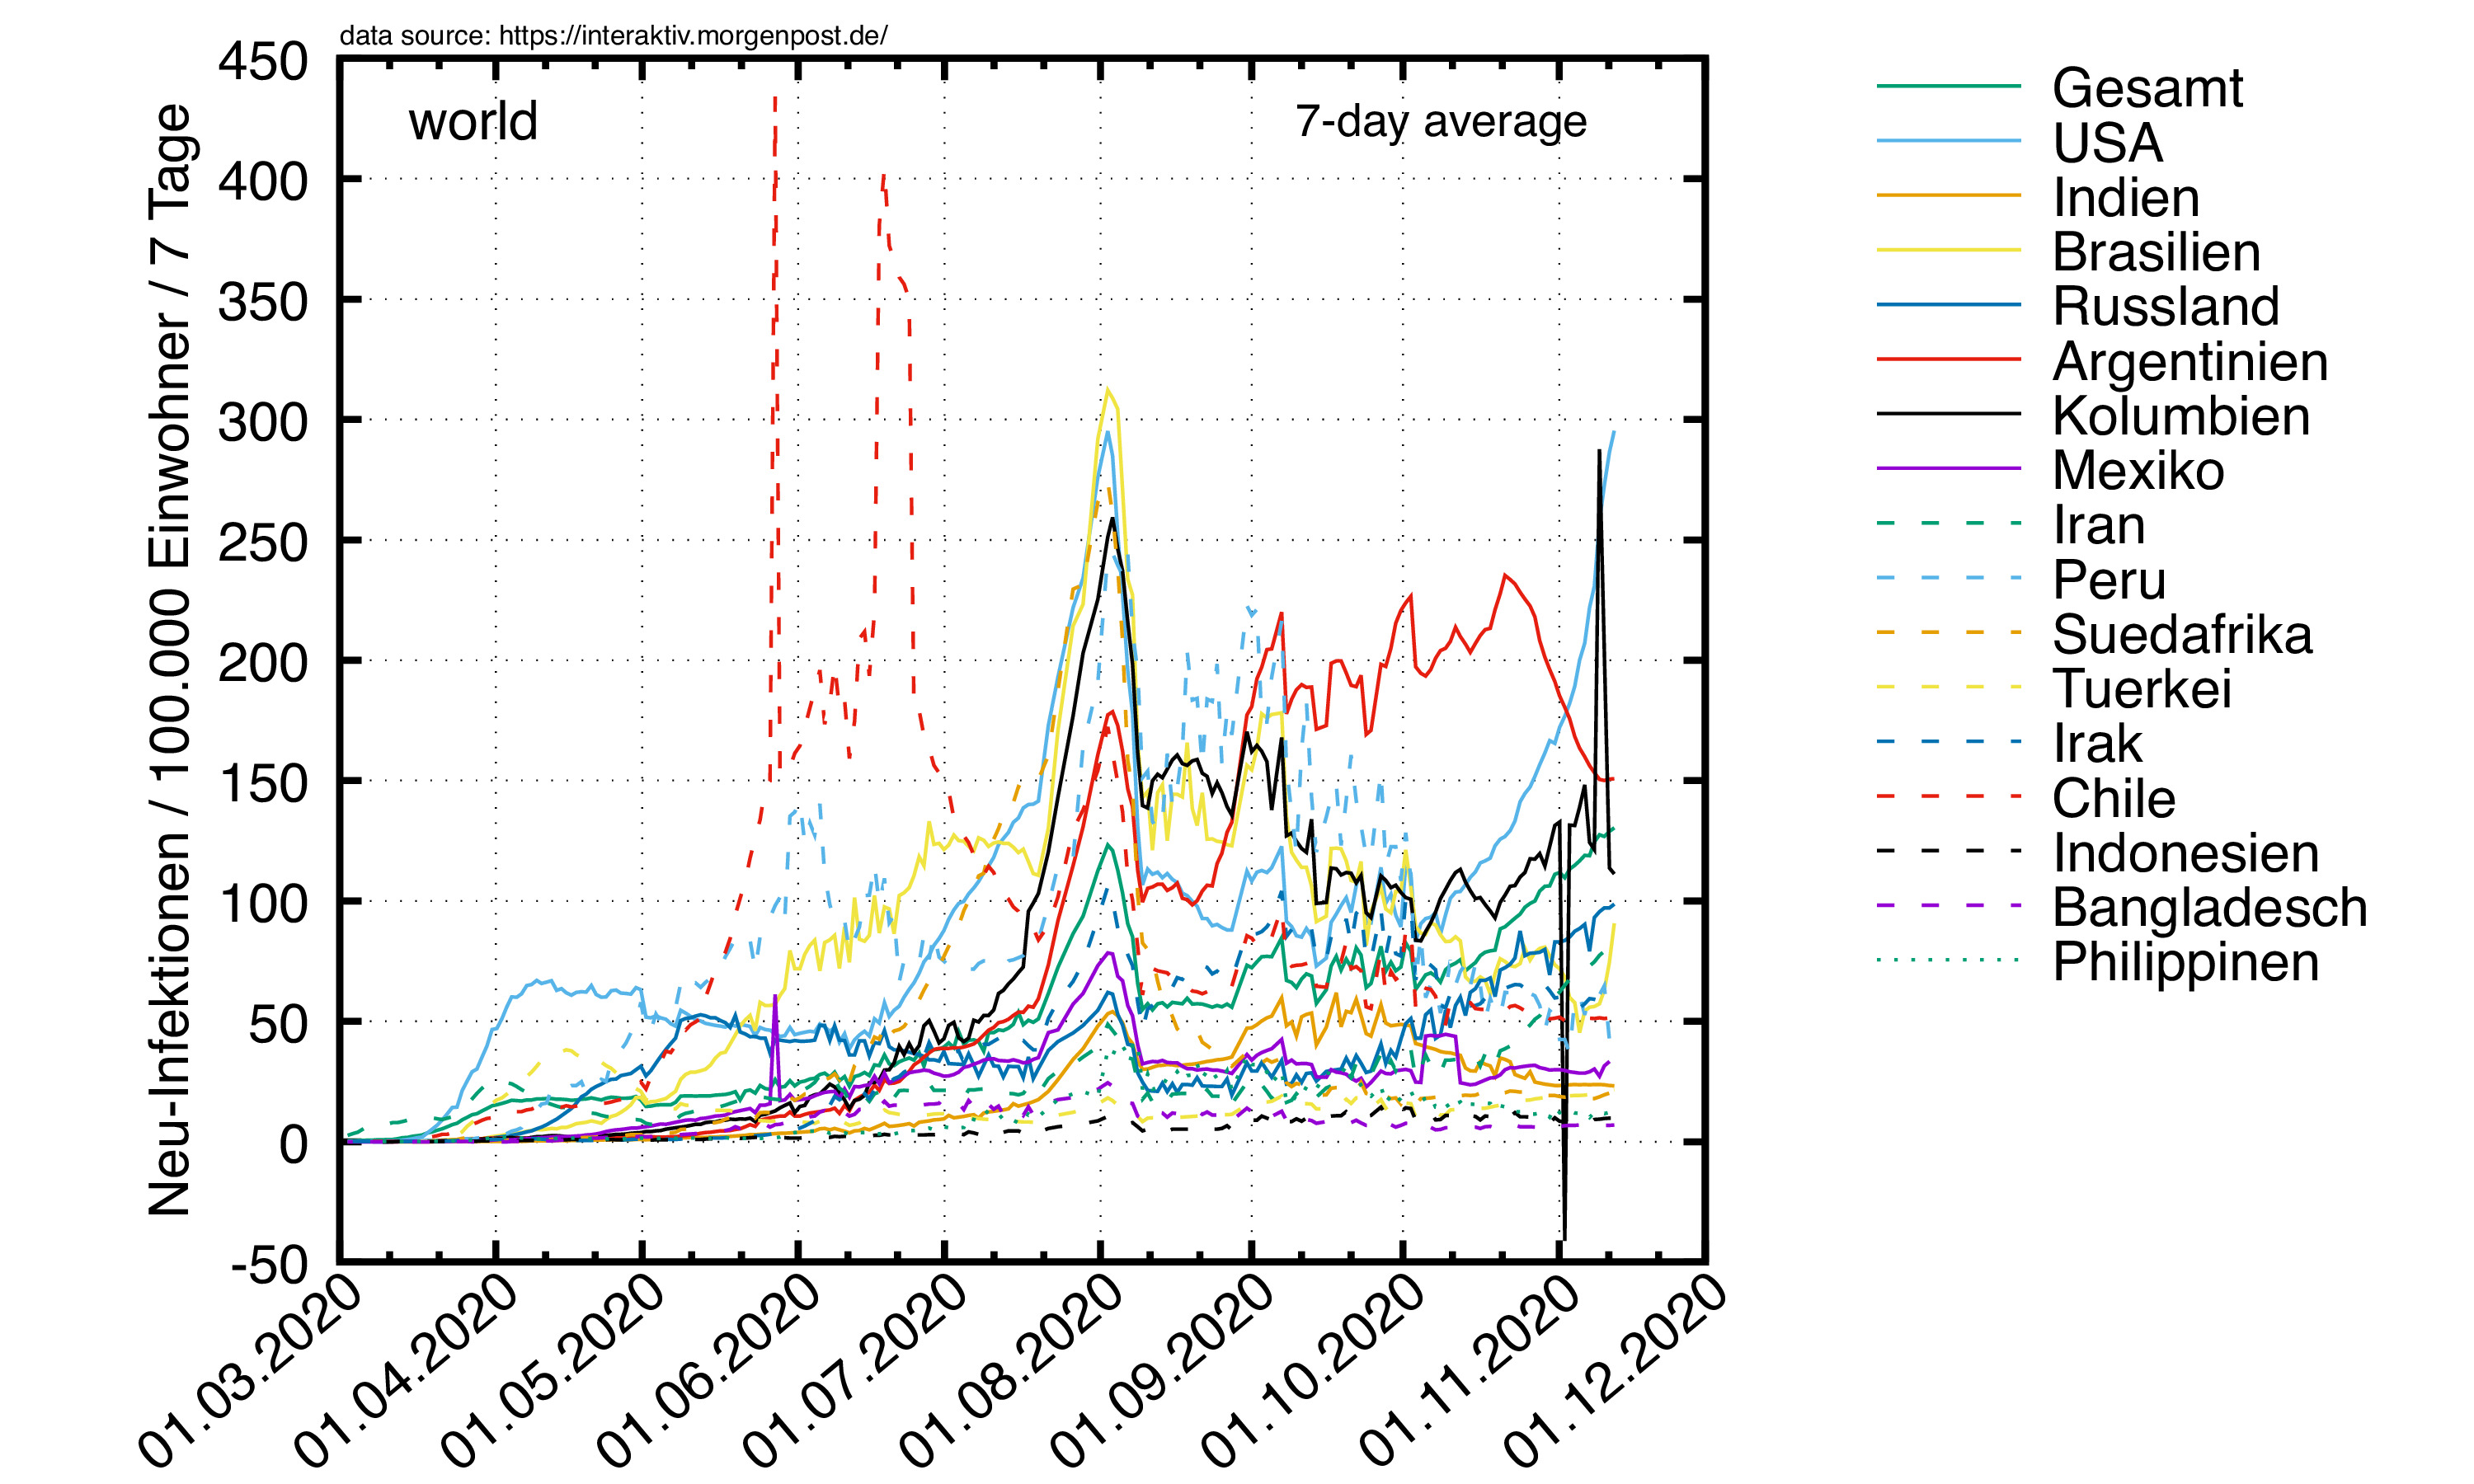 data source: https://interaktiv.morgenpost.de/
world
7-day average
Neu-Infektionen / 100.000 Einwohner / 7 Tage
450
400
350
300
250
200
150
100
50
0
-50
01.03.2020
01.04.2020
01.05.2020
01.06.2020
01.07.2020
01.08.2020
01.09.2020
01.10.2020
01.11.2020
01.12.2020
Gesamt
USA
Indien
Brasilien
Russland
Argentinien
Kolumbien
Mexiko
Iran
Peru
Suedafrika
Tuerkei
Irak
Chile
Indonesien
Bangladesch
Philippinen